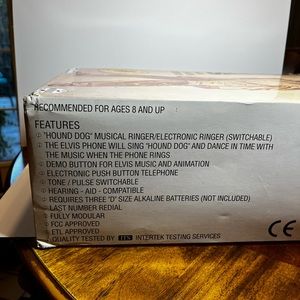 RECOMMENDED FOR AGES 8 AND UP
FEATURES
"HOUND DOG" MUSICAL RINGER/ELECTRONIC RINGER (SWITCHABLE)
THE ELVIS PHONE WILL SING "HOUND DOG" AND DANCE IN TIME WITH
THE MUSIC WHEN THE PHONE RINGS
DEMO BUTTON FOR ELVIS MUSIC AND ANIMATION
ELECTRONIC PUSH BUTTON TELEPHONE
TONE / PULSE SWITCHABLE
HEARING - AID - COMPATIBLE
REQUIRES THREE "D" SIZE ALKALINE BATTERIES (NOT INCLUDED)
LAST NUMBER REDIAL
FULLY MODULAR
FCC APPROVED
ETL APPROVED
QUALITY TESTED BY ITS INTERTEK TESTING SERVICES
CE